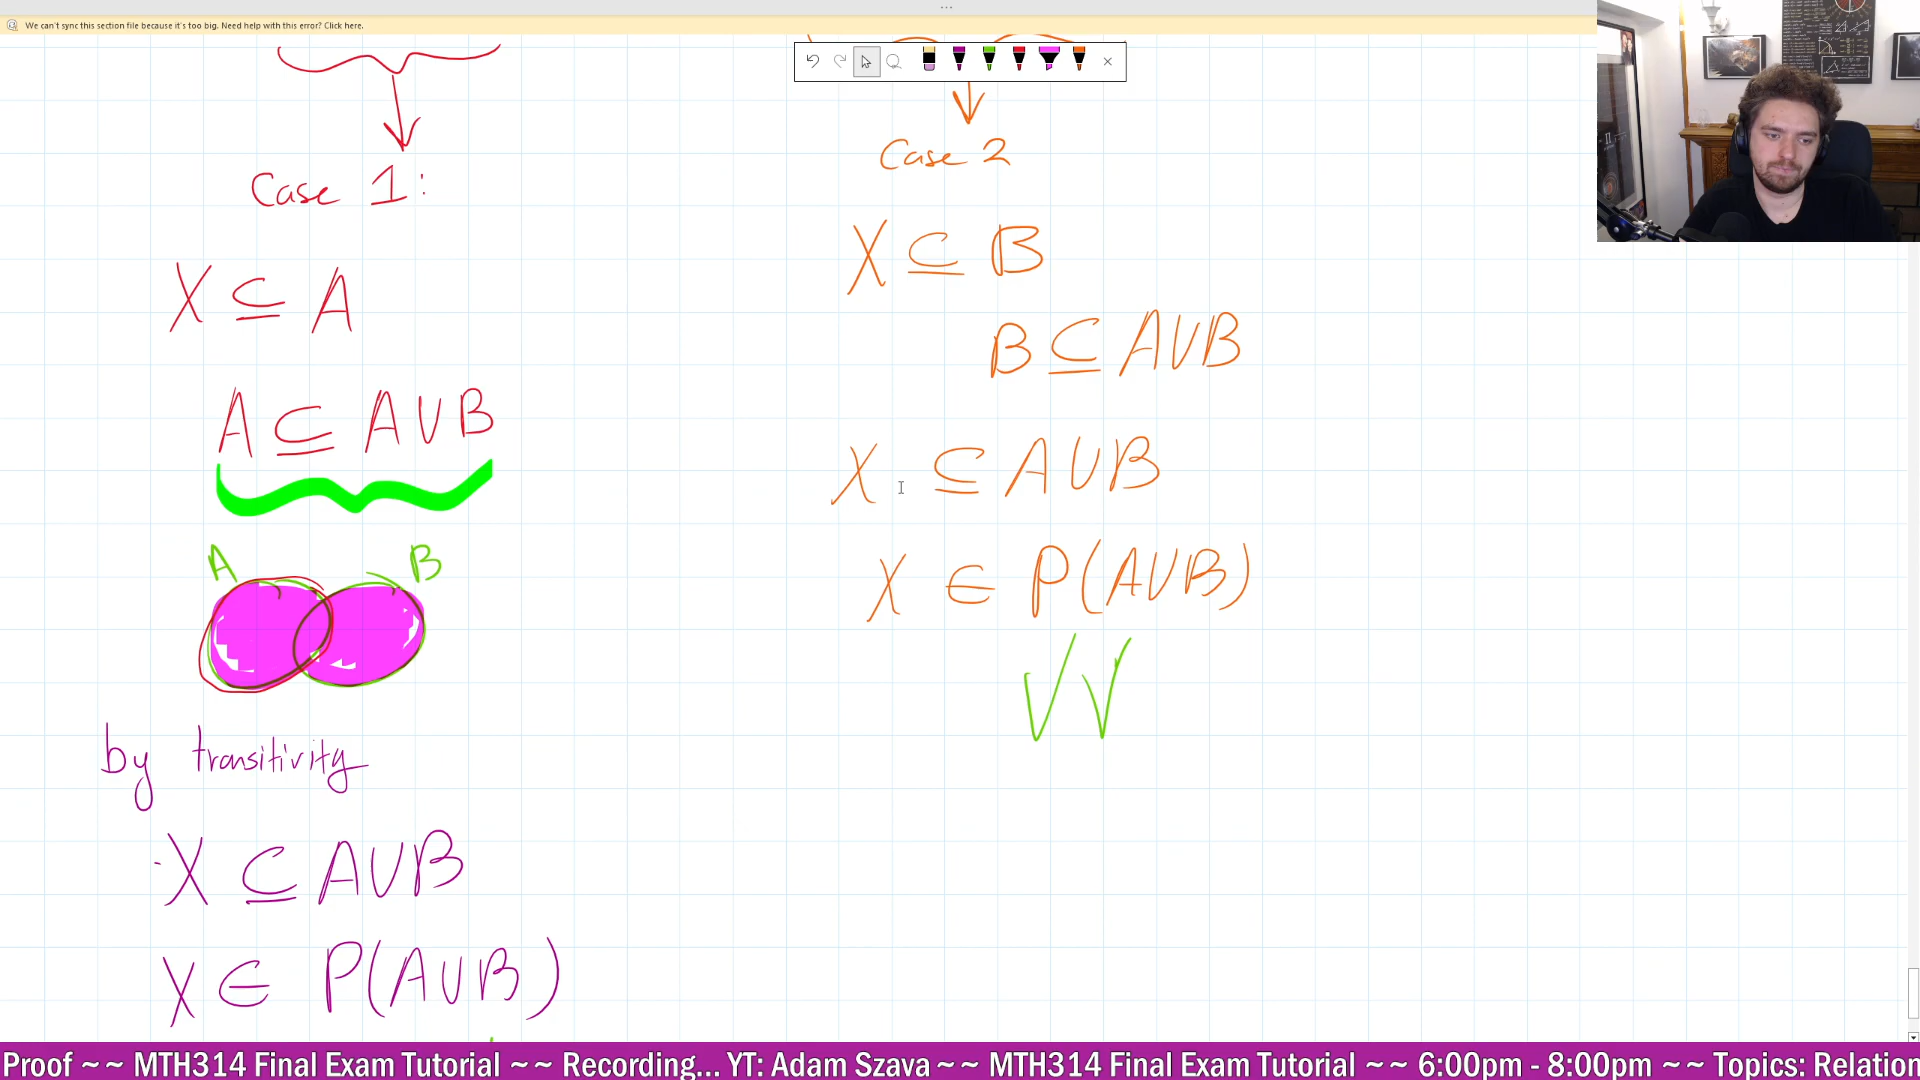 We can't sync this section file because it's too big. Need help with this error? Click here.
Case 1:
X ⊆ A
A ⊆ A ∪ B
A B
by transitivity
X ⊆ A ∪ B
X ∈ P(A ∪ B)
Case 2
X ⊆ B
B ⊆ A ∪ B
X ⊆ A ∪ B
X ∈ P(A ∪ B)
Proof ~~ MTH314 Final Exam Tutorial ~~ Recording... YT: Adam Szava ~~ MTH314 Final Exam Tutorial ~~ 6:00pm - 8:00pm ~~ Topics: Relation